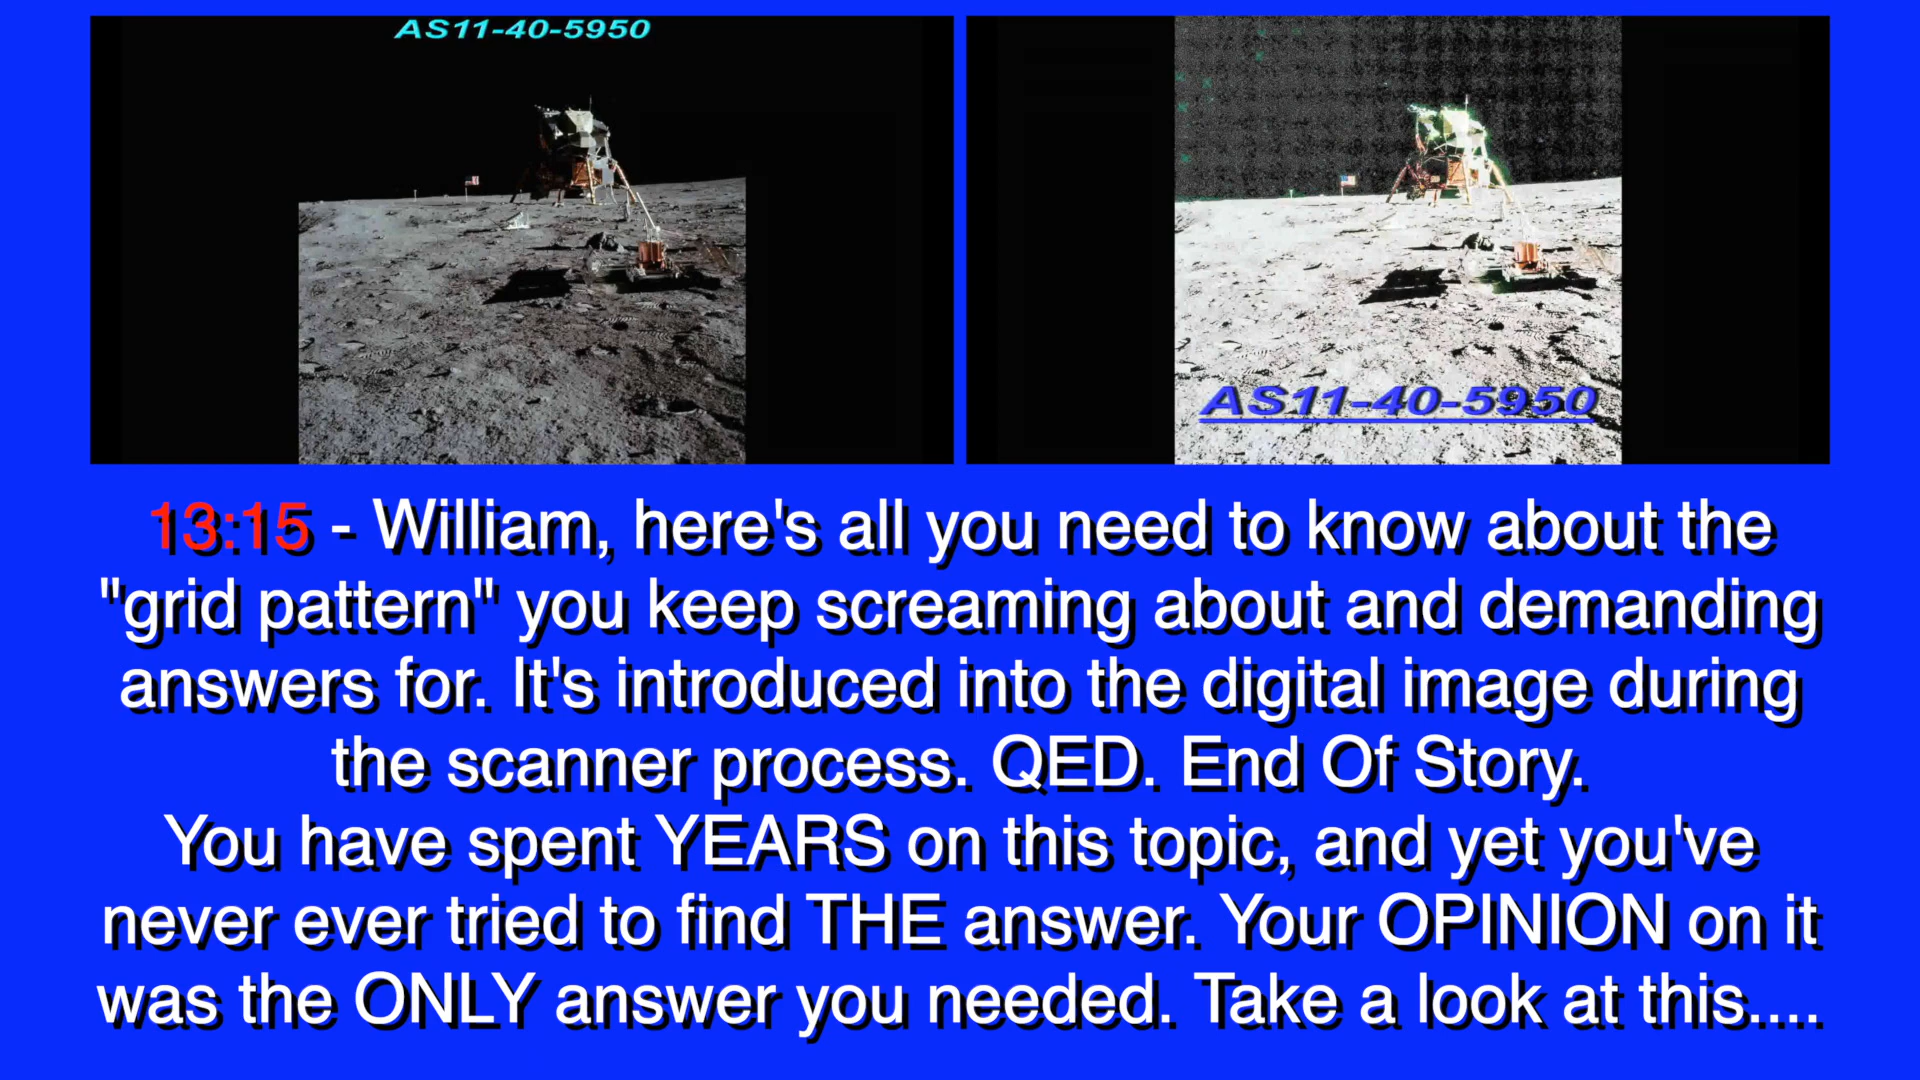 AS11-40-5950
AS11-40-5950
13:15 - William, here's all you need to know about the
"grid pattern" you keep screaming about and demanding
answers for. It's introduced into the digital image during
the scanner process. QED. End Of Story.
You have spent YEARS on this topic, and yet you've
never ever tried to find THE answer. Your OPINION on it
was the ONLY answer you needed. Take a look at this....